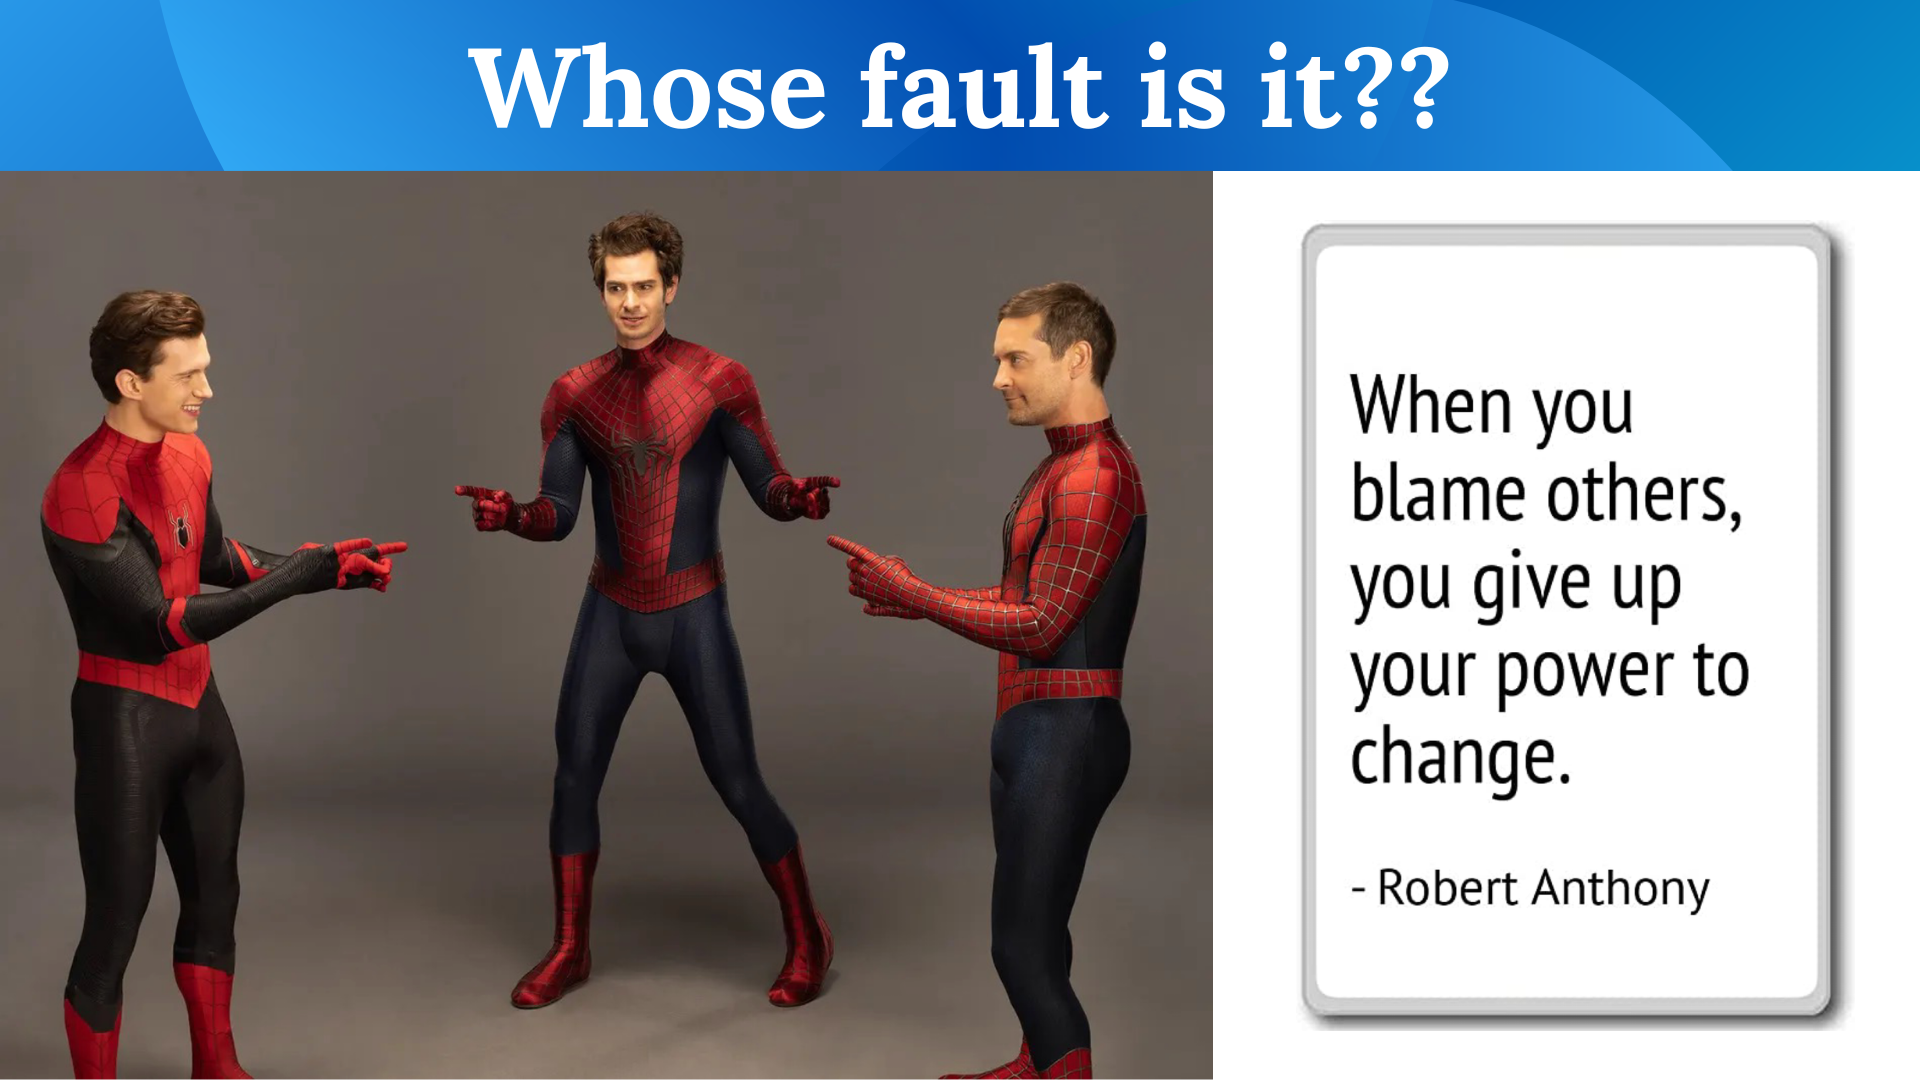 Whose fault is it??
When you
blame others,
you give up
your power to
change.
- Robert Anthony